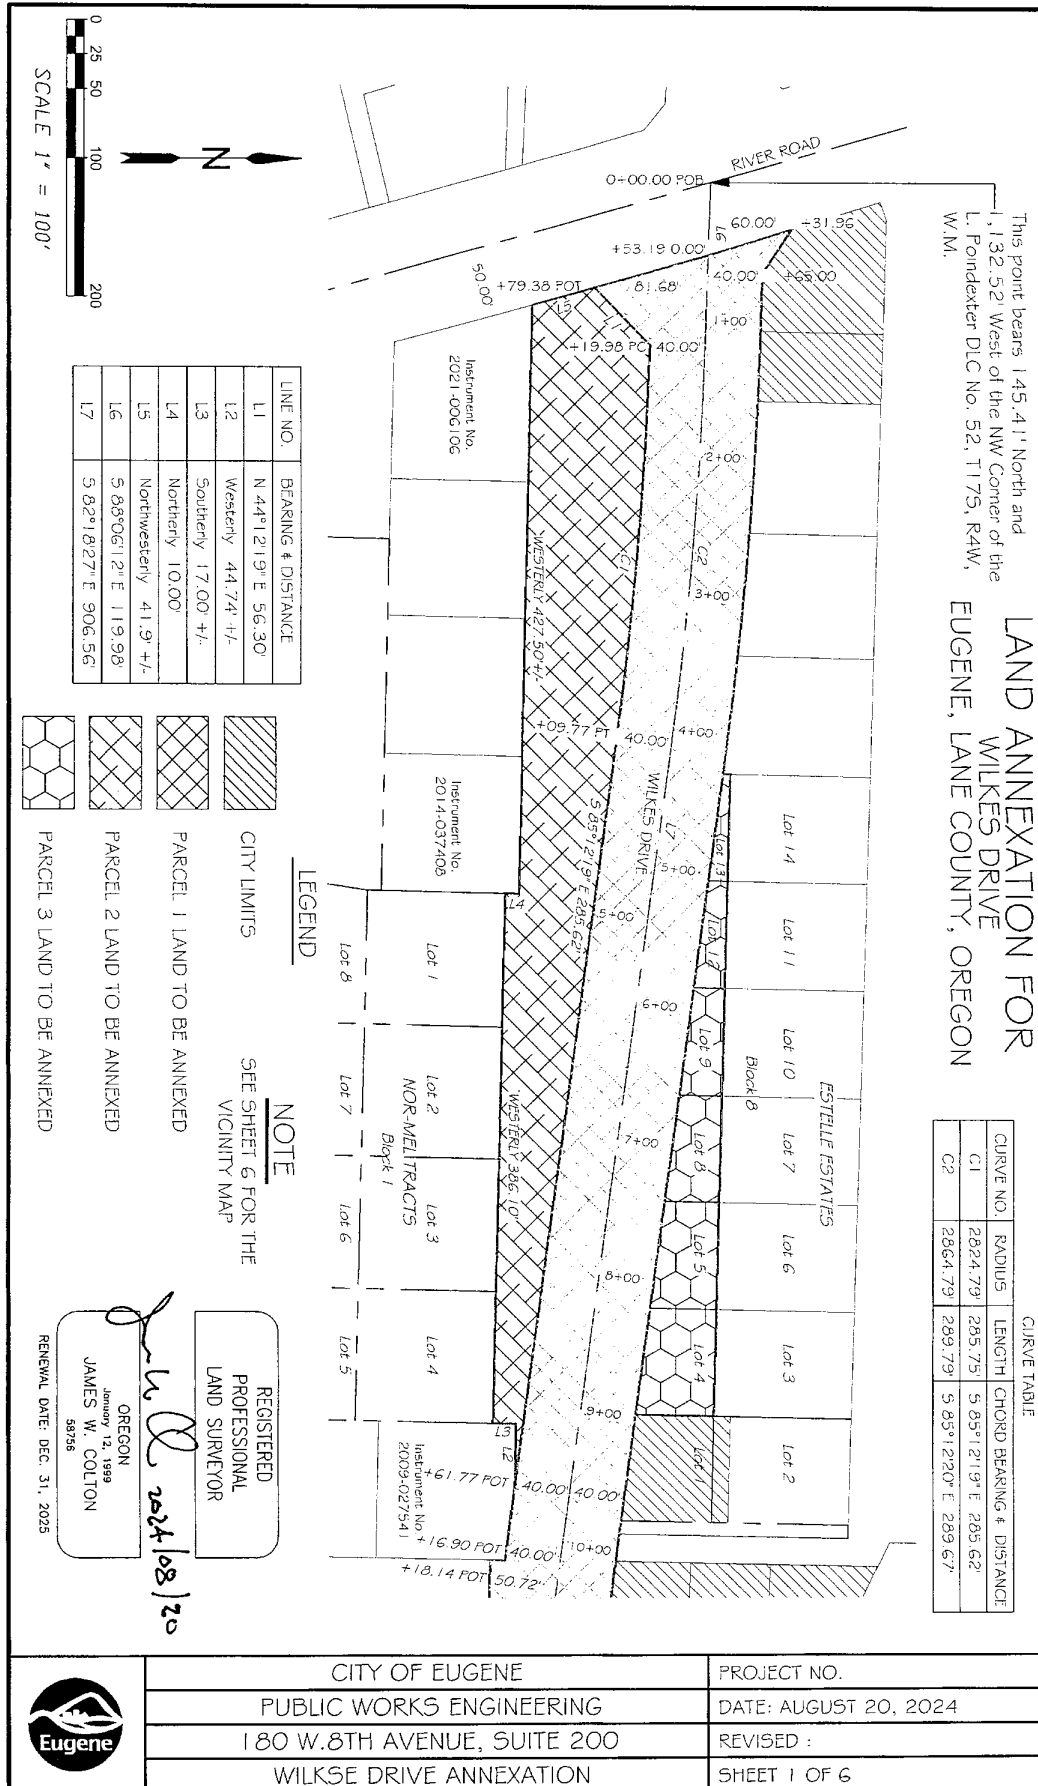 This point bears 145.41' North and
1,132.52' West of the NW Corner of the
L. Poindexter DLC No. 52, T17S, R4W,
W.M.
LAND ANNEXATION FOR
WILKES DRIVE
EUGENE, LANE COUNTY, OREGON
CURVE TABLE
CURVE NO. RADIUS LENGTH CHORD BEARING & DISTANCE
C1 2824.79' 285.75' S 85°12'19" E 285.62'
C2 2864.79' 289.79' S 85°12'20" E 289.67'
RIVER ROAD
0+00.00 POB
L6
60.00'
+31.96
+53.19 0.00'
40.00'
+65.00
81.68'
+79.38 POT
50.00'
L5
L1
1+00
+19.98 PC
40.00'
2+00
C1
C2
3+00
WESTERLY 427.50'+/-
+09.77 PT
40.00'
4+00
WILKES DRIVE
L7
5+00
5+00
S 85°12'19" E 285.62'
6+00
7+00
8+00
9+00
10+00
L4
WESTERLY 386.10'
L3
L2
+61.77 POT
40.00'
40.00'
+16.90 POT
40.00'
+18.14 POT
50.72'
Instrument No.
2021-006106
Instrument No.
2014-037408
Instrument No.
2009-027541
ESTELLE ESTATES
Block 8
Lot 14
Lot 11
Lot 10
Lot 7
Lot 6
Lot 3
Lot 2
Lot 13
Lot 12
Lot 9
Lot 8
Lot 5
Lot 4
Lot 1
Lot 1
Lot 2
Lot 3
Lot 4
NOR-MEL TRACTS
Block 1
Lot 8
Lot 7
Lot 6
Lot 5
N
0 25 50 100 200
SCALE 1" = 100'
LINE NO. BEARING & DISTANCE
L1 N 44°12'19" E 56.30'
L2 Westerly 44.74' +/-
L3 Southerly 17.00' +/-
L4 Northerly 10.00'
L5 Northwesterly 41.9' +/-
L6 S 88°06'12" E 119.98'
L7 S 82°18'27" E 906.56'
LEGEND
CITY LIMITS
PARCEL 1 LAND TO BE ANNEXED
PARCEL 2 LAND TO BE ANNEXED
PARCEL 3 LAND TO BE ANNEXED
NOTE
SEE SHEET 6 FOR THE
VICINITY MAP
REGISTERED
PROFESSIONAL
LAND SURVEYOR
2024/08/20
OREGON
January 12, 1999
JAMES W. COLTON
58756
RENEWAL DATE: DEC. 31, 2025
Eugene
CITY OF EUGENE
PUBLIC WORKS ENGINEERING
180 W.8TH AVENUE, SUITE 200
WILKSE DRIVE ANNEXATION
PROJECT NO.
DATE: AUGUST 20, 2024
REVISED :
SHEET 1 OF 6